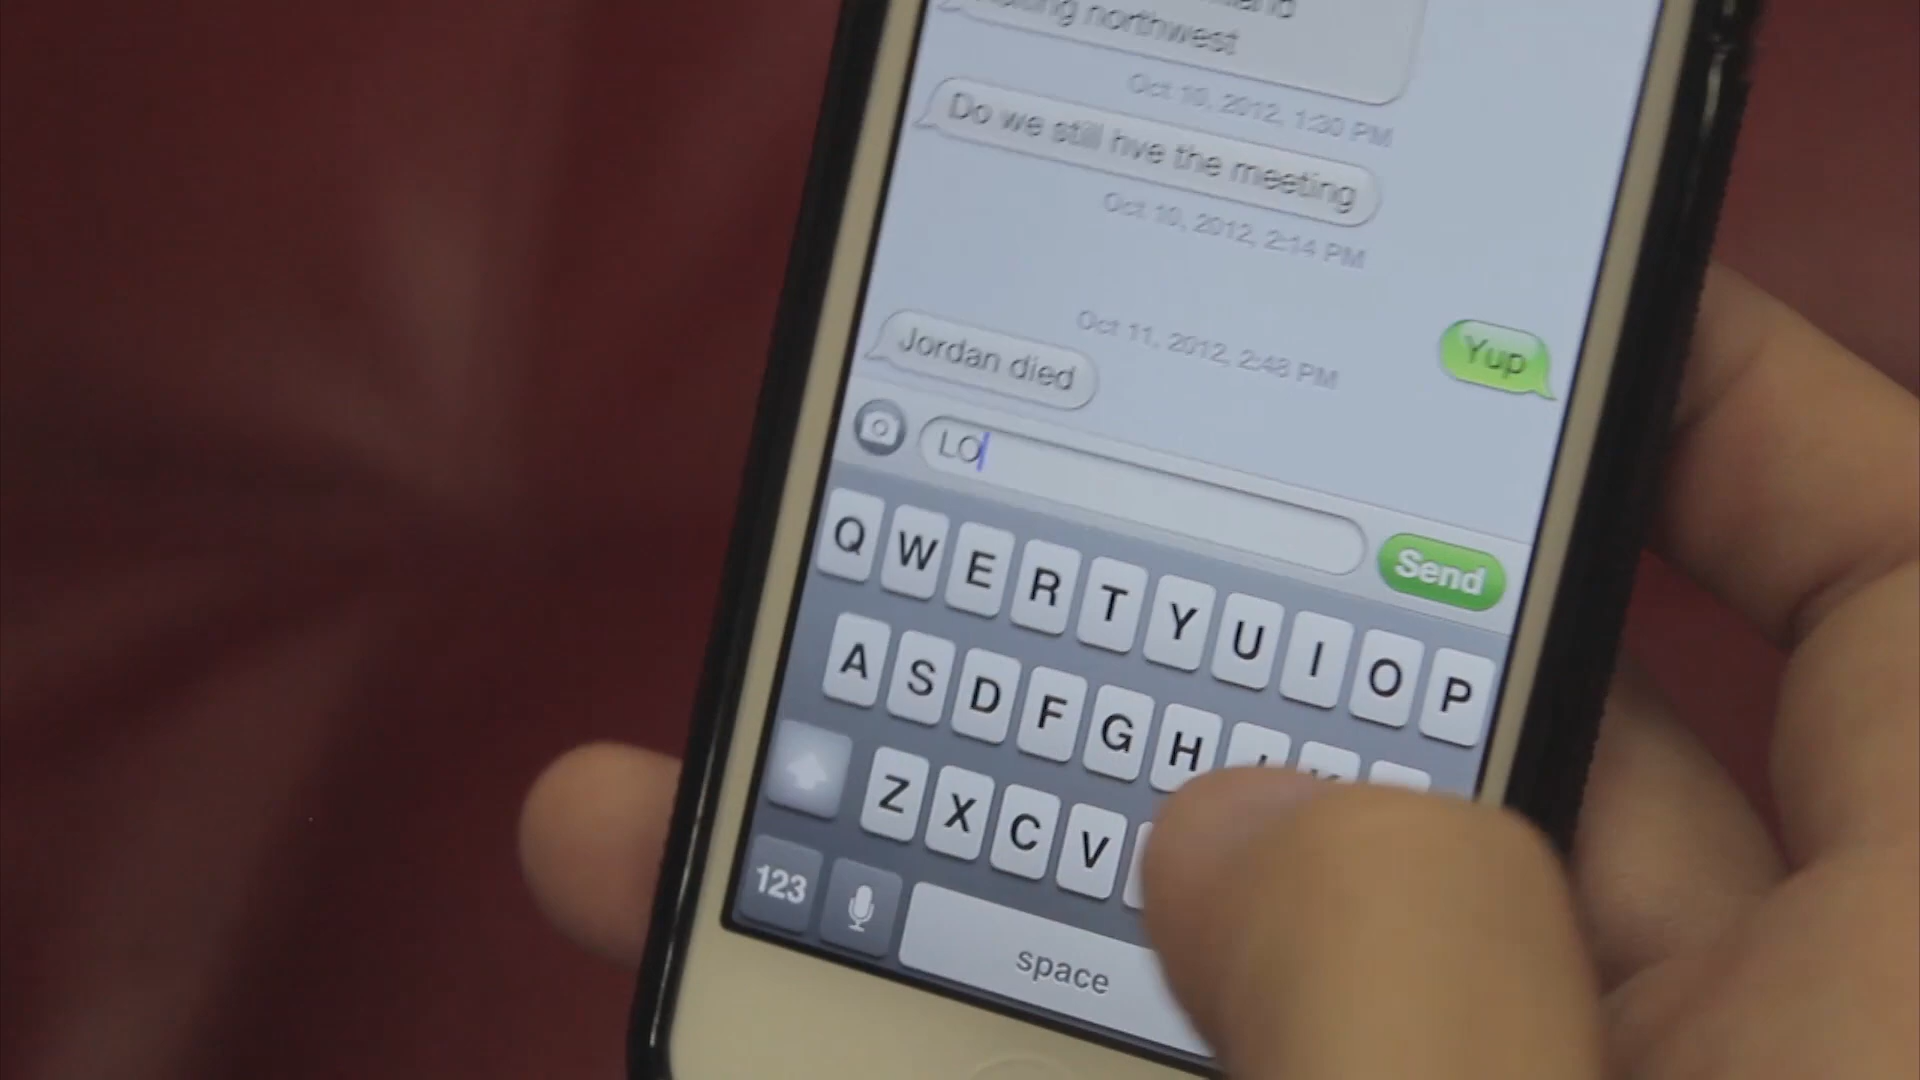 northwest
Oct 10, 2012, 1:30 PM
Do we still hve the meeting
Oct 10, 2012, 2:14 PM
Yup
Oct 11, 2012, 2:48 PM
Jordan died
LO
Send
Q W E R T Y U I O P
A S D F G H
Z X C V
123
space